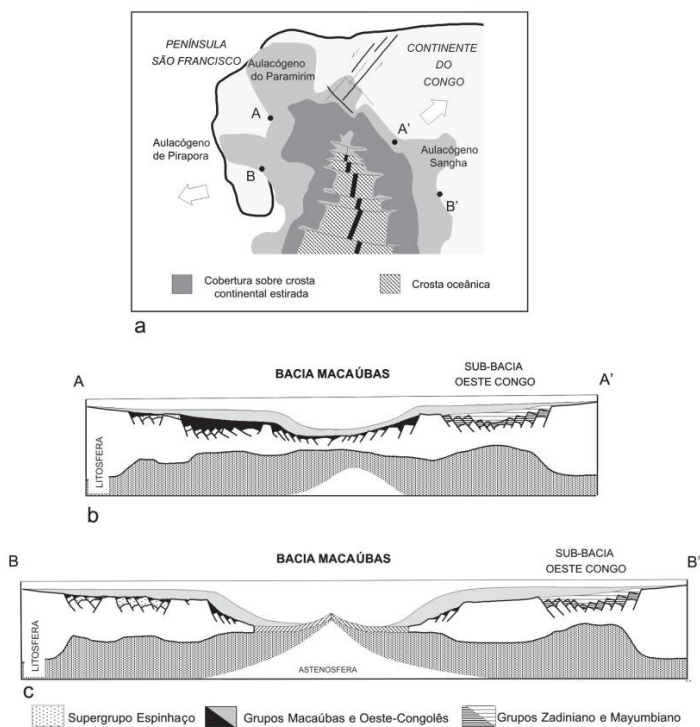 PENÍNSULA
SÃO FRANCISCO
Aulacógeno
do Paramirim
CONTINENTE
DO
CONGO
A
A'
Aulacógeno
de Pirapora
B
Aulacógeno
Sangha
B'
Cobertura sobre crosta
continental estirada
Crosta oceânica
a
A
BACIA MACAÚBAS
SUB-BACIA
OESTE CONGO
A'
LITOSFERA
b
B
BACIA MACAÚBAS
SUB-BACIA
OESTE CONGO
B'
LITOSFERA
ASTENOSFERA
c
Supergrupo Espinhaço
Grupos Macaúbas e Oeste-Congolês
Grupos Zadiniano e Mayumbiano